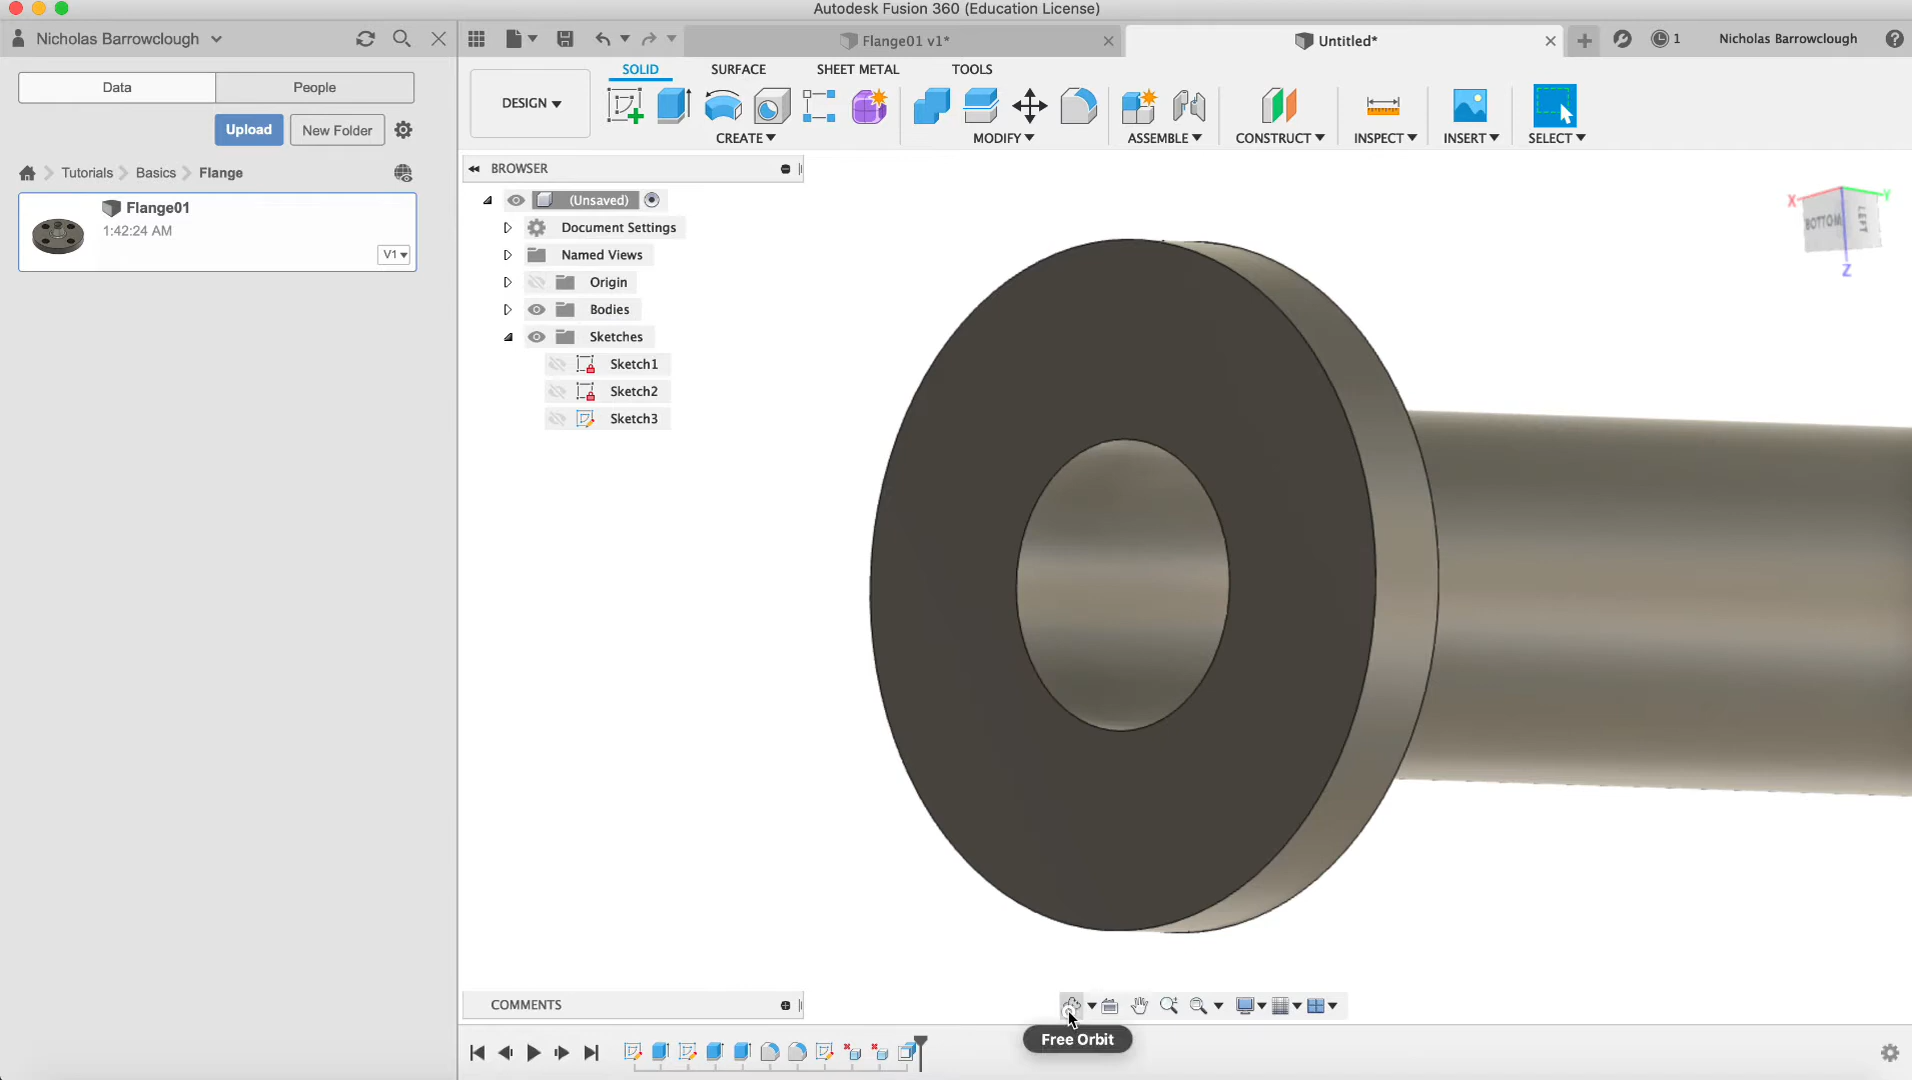 Autodesk Fusion 360 (Education License)
Nicholas Barrowclough
Flange01 v1*
Untitled*
1
Nicholas Barrowclough
Data
People
SOLID
SURFACE
SHEET METAL
TOOLS
DESIGN
Upload
New Folder
CREATE
MODIFY
ASSEMBLE
CONSTRUCT
INSPECT
INSERT
SELECT
Tutorials
Basics
Flange
BROWSER
Flange01
1:42:24 AM
V1
(Unsaved)
Document Settings
Named Views
Origin
Bodies
Sketches
Sketch1
Sketch2
Sketch3
X
Y
BOTTOM
LEFT
Z
COMMENTS
Free Orbit